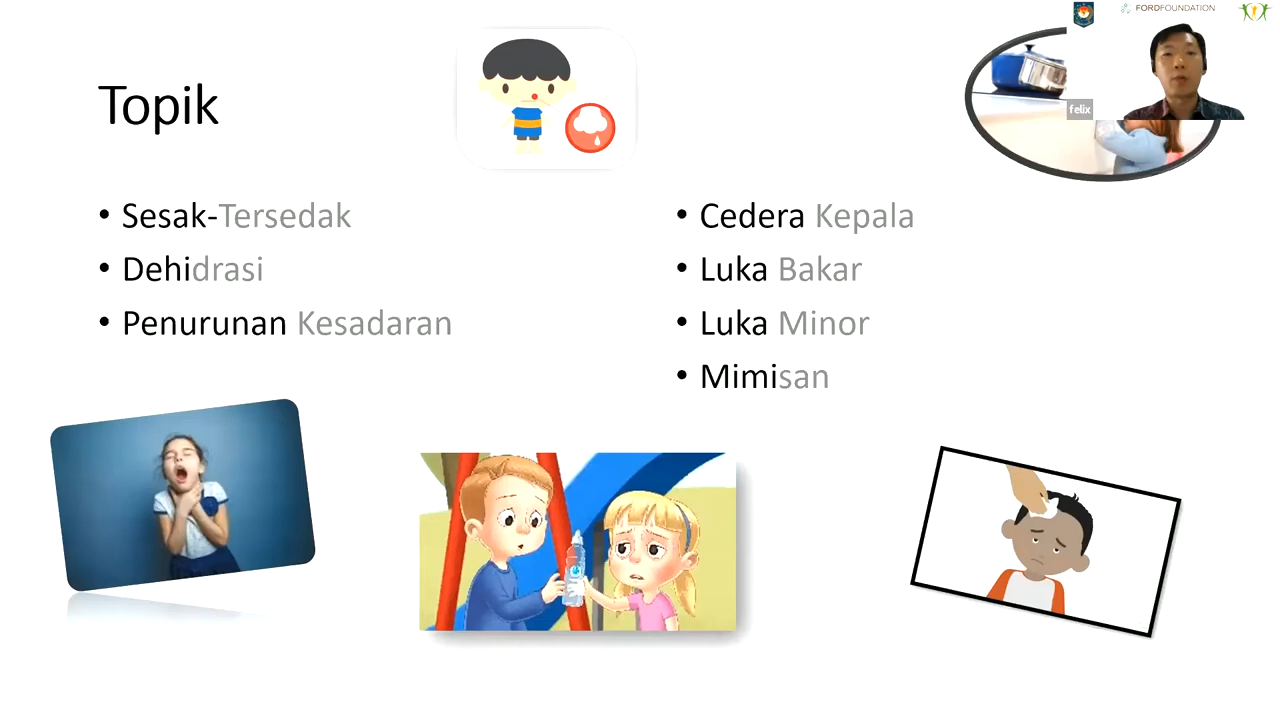 FORDFOUNDATION
felix
Topik
• Sesak-Tersedak
• Dehidrasi
• Penurunan Kesadaran
• Cedera Kepala
• Luka Bakar
• Luka Minor
• Mimisan